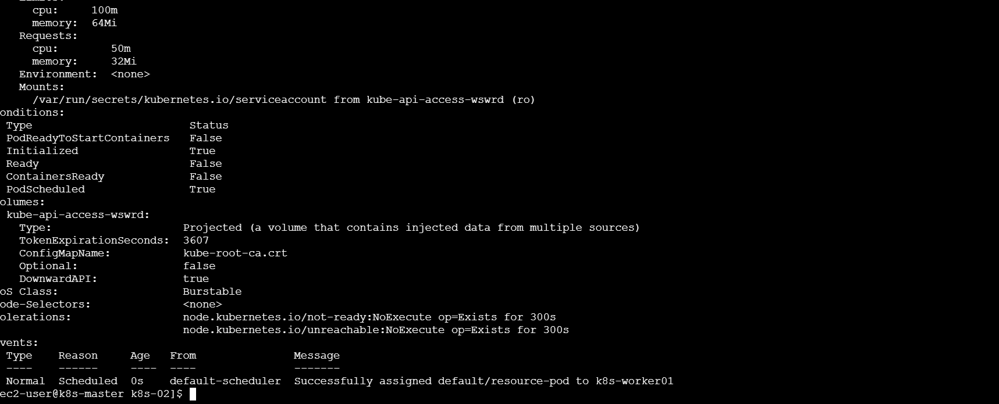 cpu:     100m
memory:  64Mi
Requests:
cpu:        50m
memory:     32Mi
Environment:  <none>
Mounts:
/var/run/secrets/kubernetes.io/serviceaccount from kube-api-access-wswrd (ro)
onditions:
Type                        Status
PodReadyToStartContainers   False
Initialized                 True
Ready                       False
ContainersReady             False
PodScheduled                True
olumes:
kube-api-access-wswrd:
Type:                    Projected (a volume that contains injected data from multiple sources)
TokenExpirationSeconds:  3607
ConfigMapName:           kube-root-ca.crt
Optional:                false
DownwardAPI:             true
oS Class:                   Burstable
ode-Selectors:              <none>
olerations:                 node.kubernetes.io/not-ready:NoExecute op=Exists for 300s
node.kubernetes.io/unreachable:NoExecute op=Exists for 300s
vents:
Type    Reason     Age   From               Message
----    ------     ----  ----               -------
Normal  Scheduled  0s    default-scheduler  Successfully assigned default/resource-pod to k8s-worker01
ec2-user@k8s-master k8s-02]$